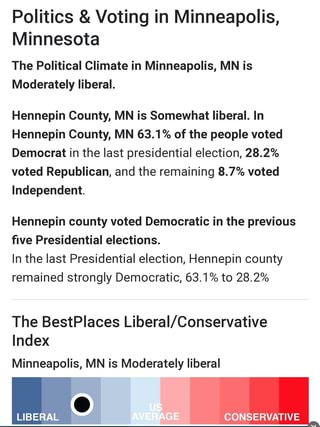 Politics & Voting in Minneapolis,
Minnesota
The Political Climate in Minneapolis, MN is
Moderately liberal.
Hennepin County, MN is Somewhat liberal. In
Hennepin County, MN 63.1% of the people voted
Democrat in the last presidential election, 28.2%
voted Republican, and the remaining 8.7% voted
Independent.
Hennepin county voted Democratic in the previous
five Presidential elections.
In the last Presidential election, Hennepin county
remained strongly Democratic, 63.1% to 28.2%
The BestPlaces Liberal/Conservative
Index
Minneapolis, MN is Moderately liberal
US
LIBERAL AVERAGE CONSERVATIVE